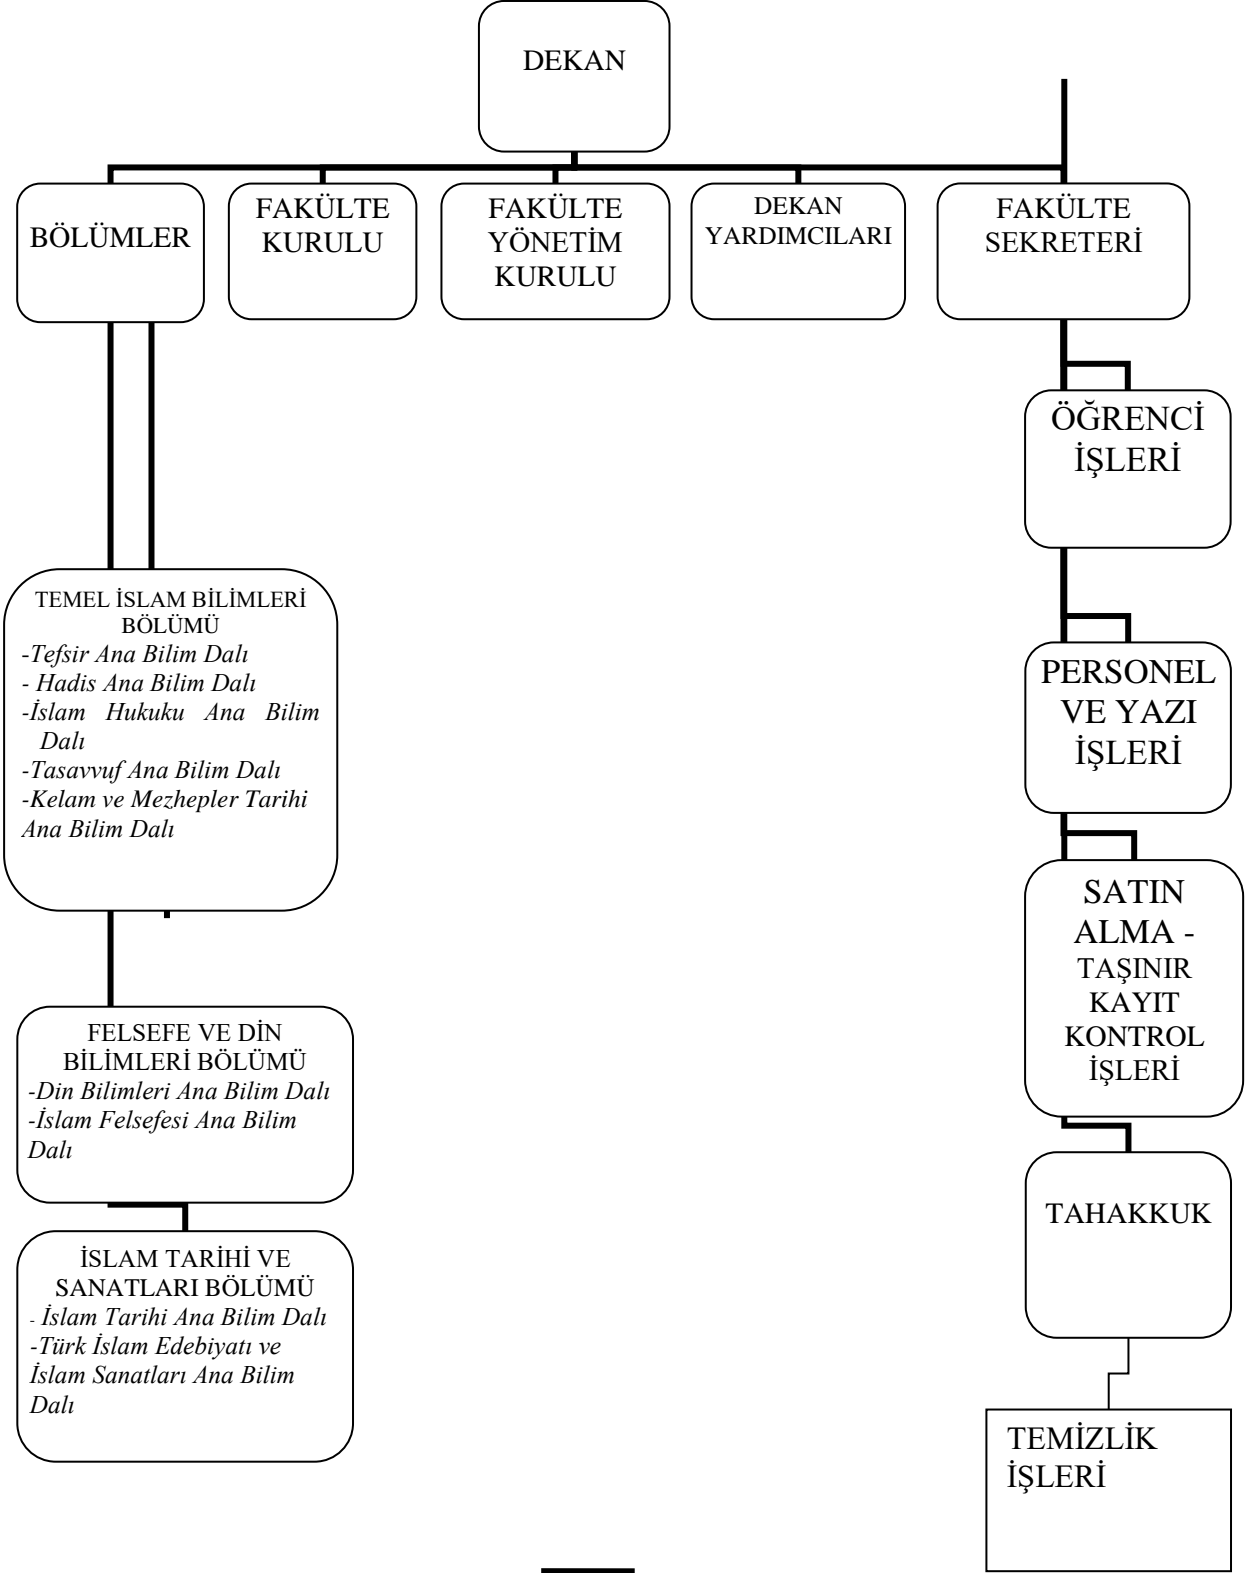 DEKAN
BÖLÜMLER
FAKÜLTE
KURULU
FAKÜLTE
YÖNETİM
KURULU
DEKAN
YARDIMCILARI
FAKÜLTE
SEKRETERİ
ÖĞRENCİ
İŞLERİ
PERSONEL
VE YAZI
İŞLERİ
SATIN
ALMA -
TAŞINIR
KAYIT
KONTROL
İŞLERİ
TAHAKKUK
TEMİZLİK
İŞLERİ
TEMEL İSLAM BİLİMLERİ
BÖLÜMÜ
-Tefsir Ana Bilim Dalı
- Hadis Ana Bilim Dalı
-İslam Hukuku Ana Bilim
Dalı
-Tasavvuf Ana Bilim Dalı
-Kelam ve Mezhepler Tarihi
Ana Bilim Dalı
FELSEFE VE DİN
BİLİMLERİ BÖLÜMÜ
-Din Bilimleri Ana Bilim Dalı
-İslam Felsefesi Ana Bilim
Dalı
İSLAM TARİHİ VE
SANATLARI BÖLÜMÜ
- İslam Tarihi Ana Bilim Dalı
-Türk İslam Edebiyatı ve
İslam Sanatları Ana Bilim
Dalı